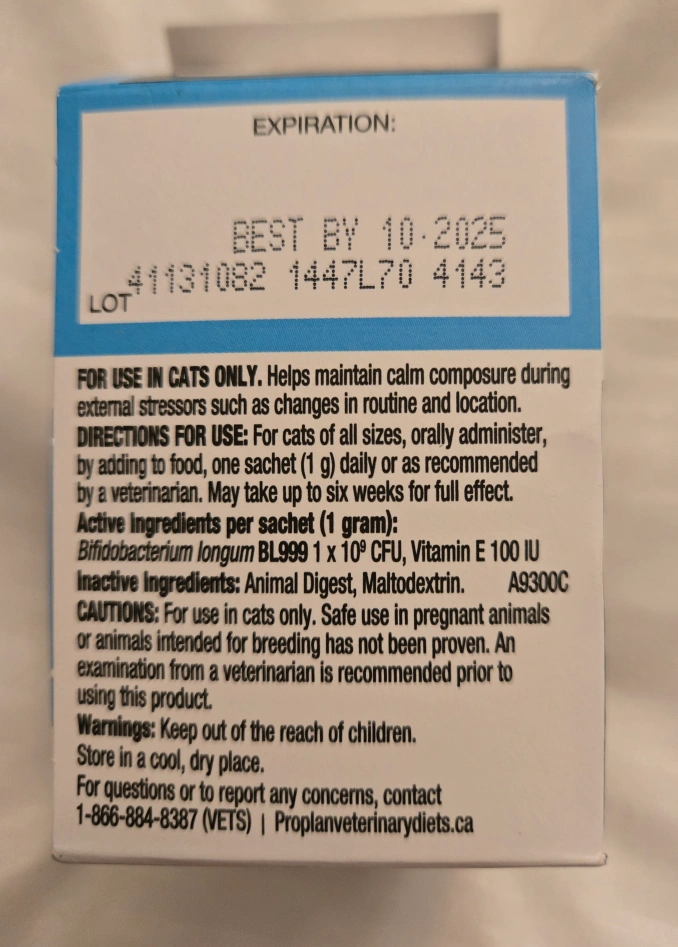 EXPIRATION:
BEST BY 10·2025
LOT 41131082 1447L70 4143
FOR USE IN CATS ONLY. Helps maintain calm composure during
external stressors such as changes in routine and location.
DIRECTIONS FOR USE: For cats of all sizes, orally administer,
by adding to food, one sachet (1 g) daily or as recommended
by a veterinarian. May take up to six weeks for full effect.
Active Ingredients per sachet (1 gram):
Bifidobacterium longum BL999 1 x 10⁹ CFU, Vitamin E 100 IU
Inactive Ingredients: Animal Digest, Maltodextrin. A9300C
CAUTIONS: For use in cats only. Safe use in pregnant animals
or animals intended for breeding has not been proven. An
examination from a veterinarian is recommended prior to
using this product.
Warnings: Keep out of the reach of children.
Store in a cool, dry place.
For questions or to report any concerns, contact
1-866-884-8387 (VETS) | Proplanveterinarydiets.ca